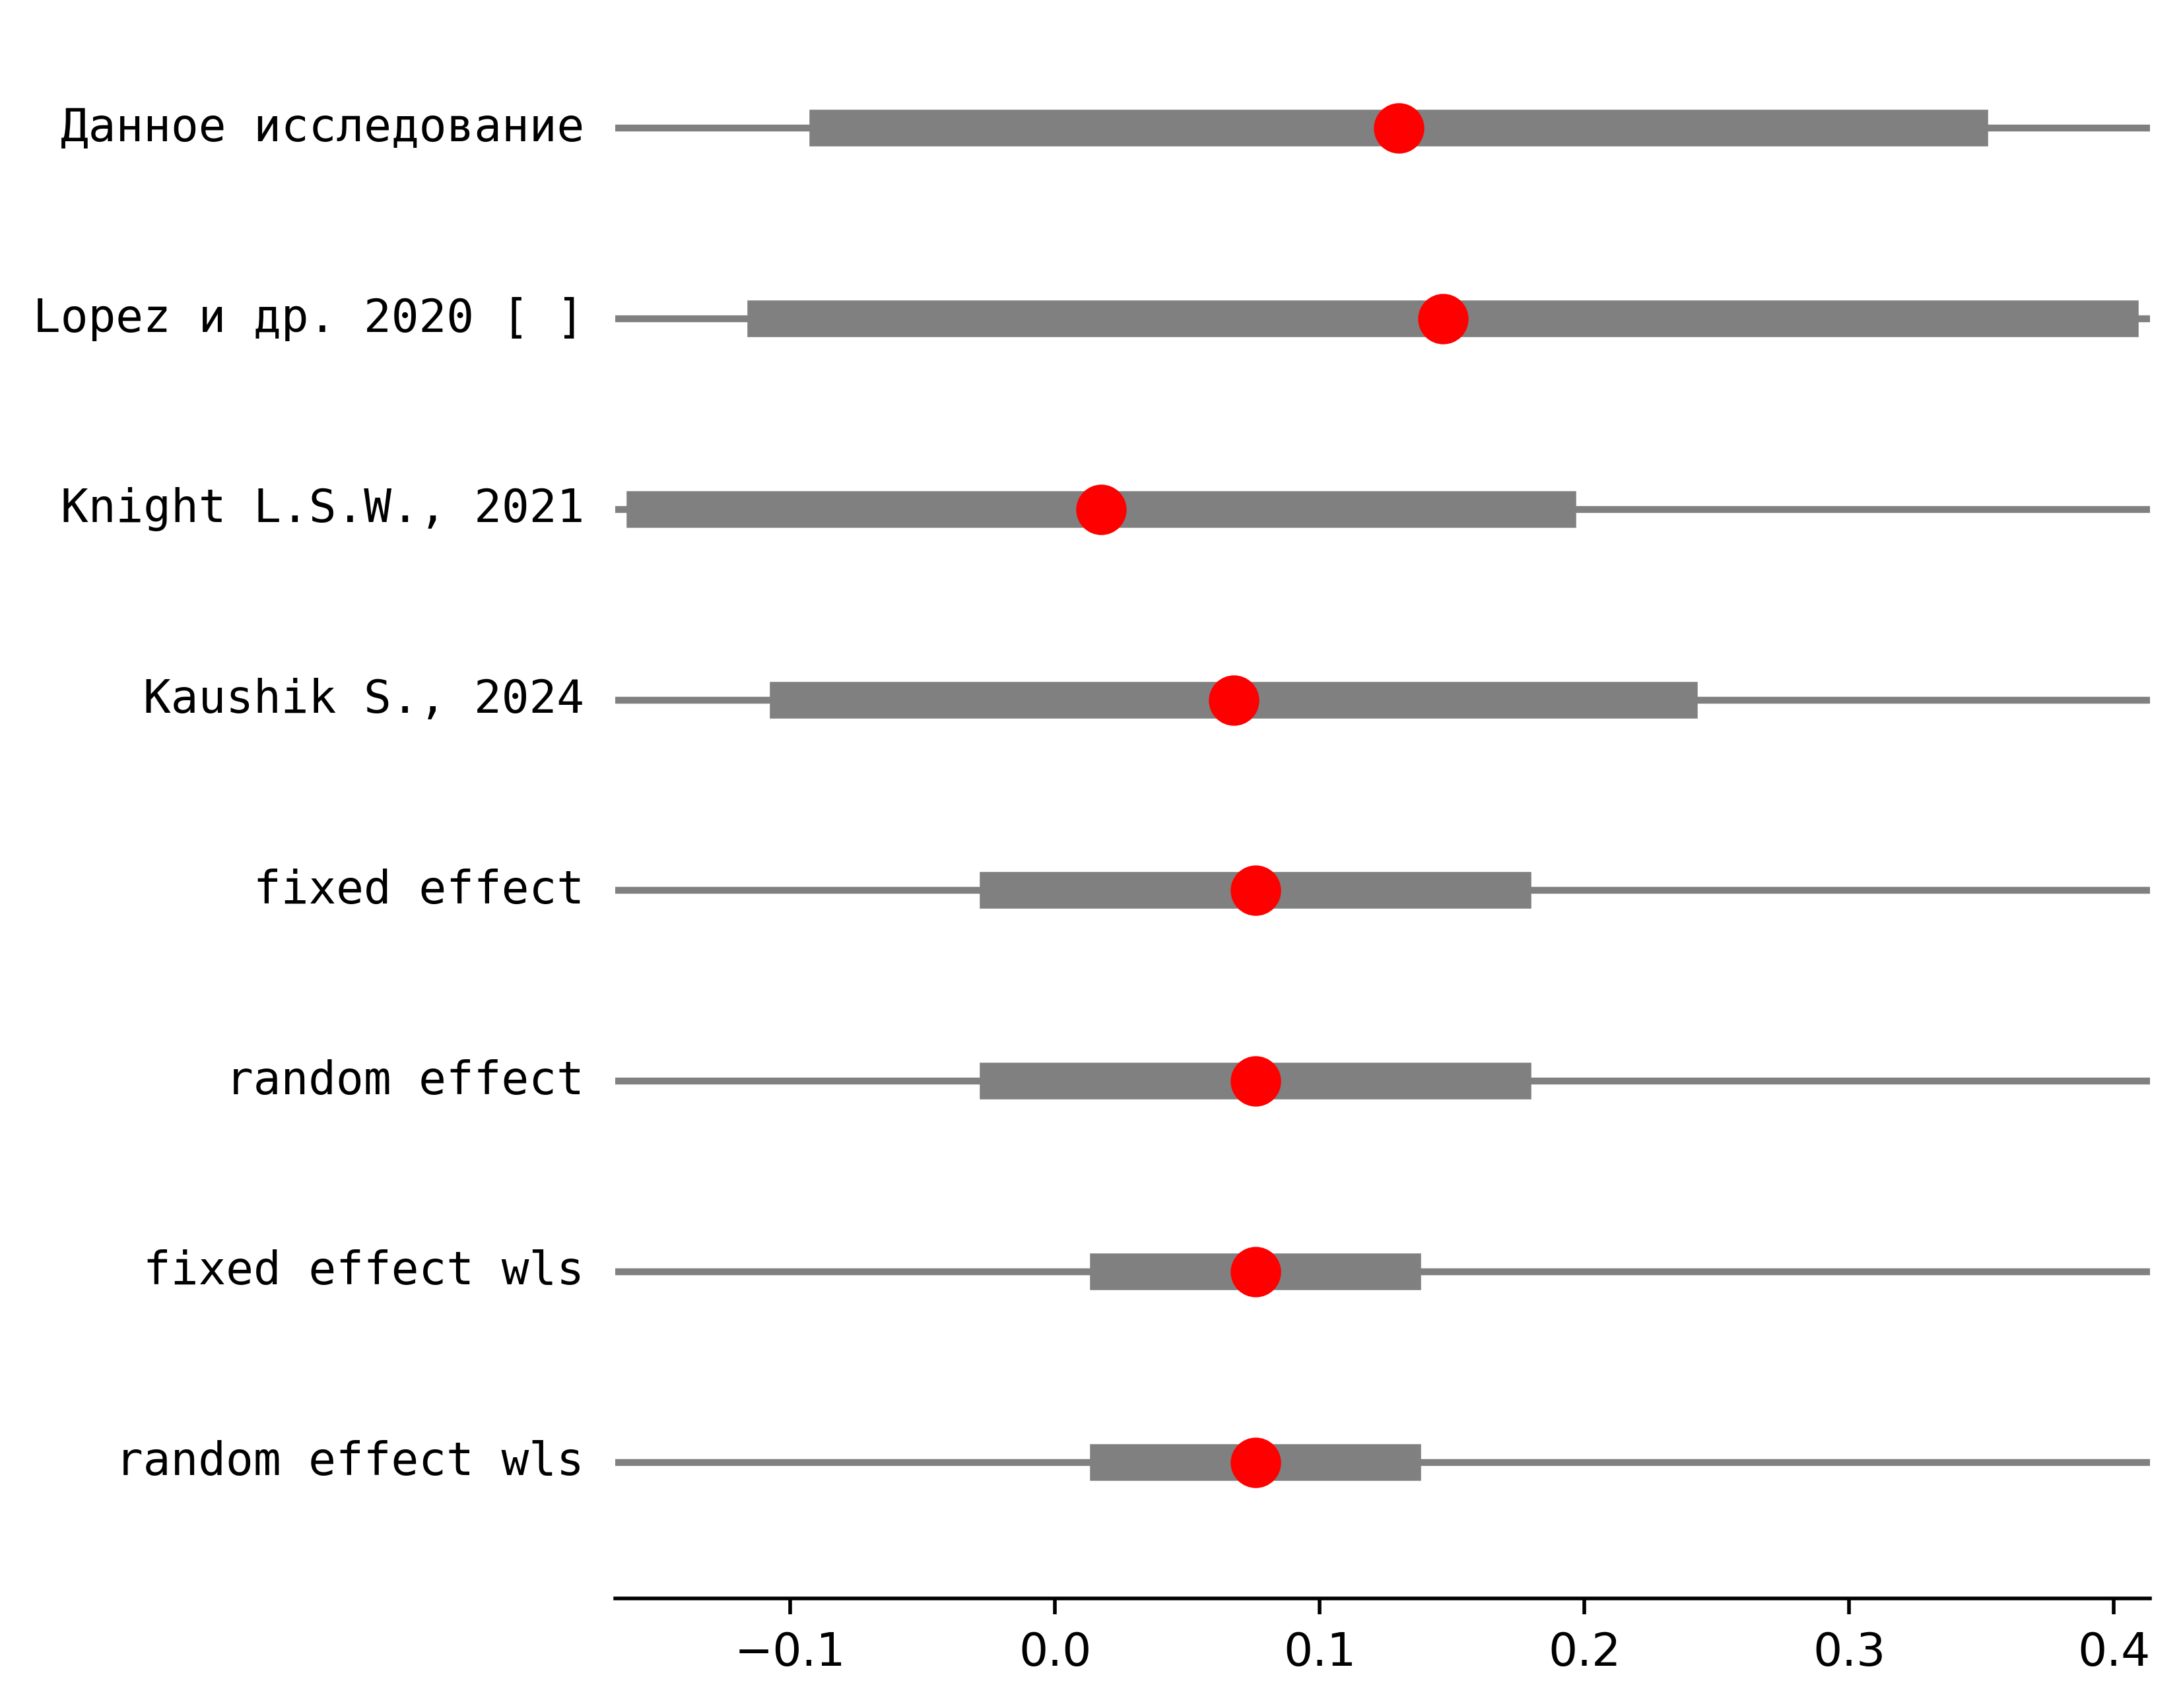 Данное исследование
Lopez и др. 2020 [ ]
Knight L.S.W., 2021
Kaushik S., 2024
fixed effect
random effect
fixed effect wls
random effect wls
−0.1 0.0 0.1 0.2 0.3 0.4